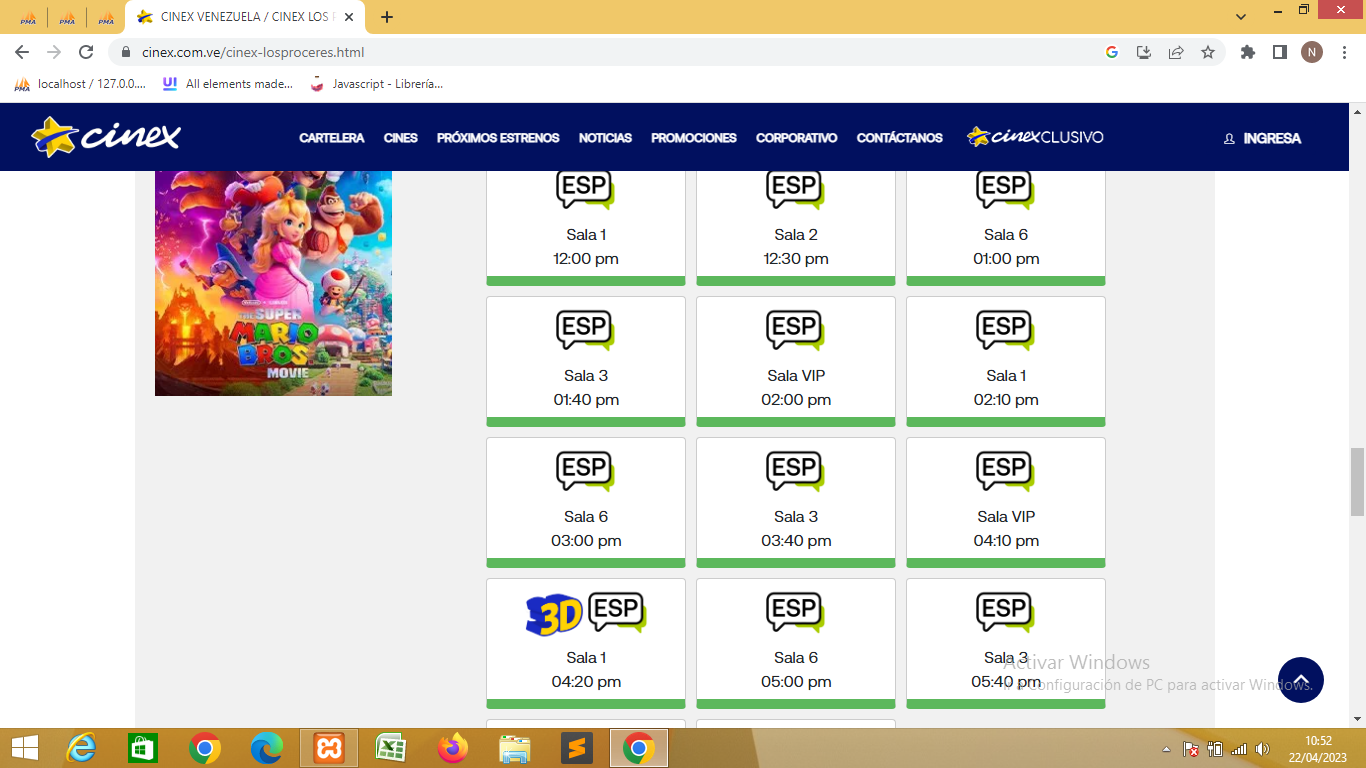 PMA
PMA
PMA
CINEX VENEZUELA / CINEX LOS
cinex.com.ve/cinex-losproceres.html
G
N
PMA
localhost / 127.0.0....
U!
All elements made...
Javascript - Librería...
cinex
CARTELERA
CINES
PRÓXIMOS ESTRENOS
NOTICIAS
PROMOCIONES
CORPORATIVO
CONTÁCTANOS
cinexCLUSIVO
INGRESA
ESP
ESP
ESP
Sala 1
Sala 2
Sala 6
12:00 pm
12:30 pm
01:00 pm
THE SUPER
MARIO
BROS.
MOVIE
ESP
ESP
ESP
Sala 3
Sala VIP
Sala 1
01:40 pm
02:00 pm
02:10 pm
ESP
ESP
ESP
Sala 6
Sala 3
Sala VIP
03:00 pm
03:40 pm
04:10 pm
3D ESP
ESP
ESP
Sala 1
Sala 6
Sala 3
04:20 pm
05:00 pm
05:40 pm
Activar Windows
Ir a Configuración de PC para activar Windows.
10:52
22/04/2023